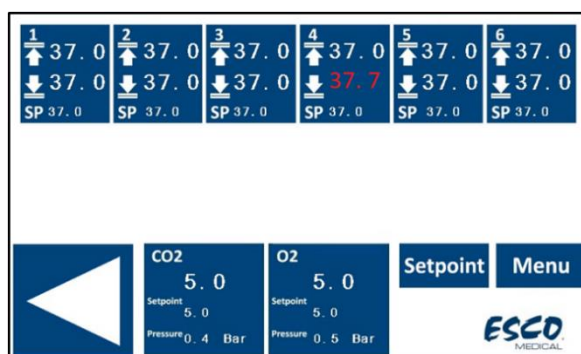 1 2 3 4 5 6
37.0 37.0 37.0 37.0 37.0 37.0
37.0 37.0 37.0 37.7 37.0 37.0
SP 37.0 SP 37.0 SP 37.0 SP 37.0 SP 37.0 SP 37.0
CO2 O2
5.0 5.0
Setpoint Setpoint
5.0 5.0
Pressure 0.4 Bar Pressure 0.5 Bar
Setpoint Menu
ESCO
MEDICAL